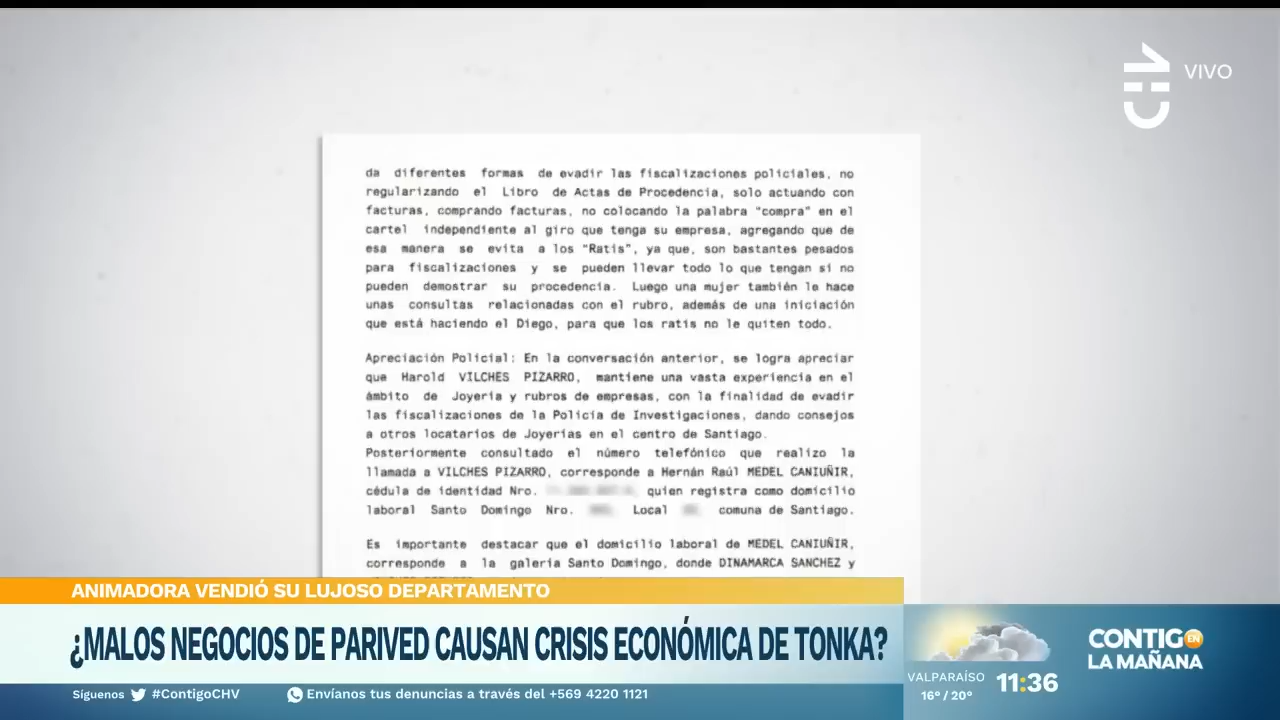 CHV VIVO
da diferentes formas de evadir las fiscalizaciones policiales, no
regularizando el Libro de Actas de Procedencia, solo actuando con
facturas, comprando facturas, no colocando la palabra "compra" en el
cartel independiente al giro que tenga su empresa, agregando que de
esa manera se evita a los "Ratis", ya que, son bastantes pesados
para fiscalizaciones y se pueden llevar todo lo que tengan si no
pueden demostrar su procedencia. Luego una mujer también le hace
unas consultas relacionadas con el rubro, además de una iniciación
que está haciendo el Diego, para que los ratis no le quiten todo.
Apreciación Policial: En la conversación anterior, se logra apreciar
que Harold VILCHES PIZARRO, mantiene una vasta experiencia en el
ámbito de Joyería y rubros de empresas, con la finalidad de evadir
las fiscalizaciones de la Policía de Investigaciones, dando consejos
a otros locatarios de Joyerías en el centro de Santiago.
Posteriormente consultado el número telefónico que realizo la
llamada a VILCHES PIZARRO, corresponde a Hernán Raúl MEDEL CANIUÑIR,
cédula de identidad Nro. quien registra como domicilio
laboral Santo Domingo Nro. Local comuna de Santiago.
Es importante destacar que el domicilio laboral de MEDEL CANIUÑIR,
corresponde a la galería Santo Domingo, donde DINAMARCA SANCHEZ y
ANIMADORA VENDIÓ SU LUJOSO DEPARTAMENTO
¿MALOS NEGOCIOS DE PARIVED CAUSAN CRISIS ECONÓMICA DE TONKA?
Síguenos #ContigoCHV Envíanos tus denuncias a través del +569 4220 1121
VALPARAÍSO
16° / 20°
11:36
CONTIGO EN
LA MAÑANA